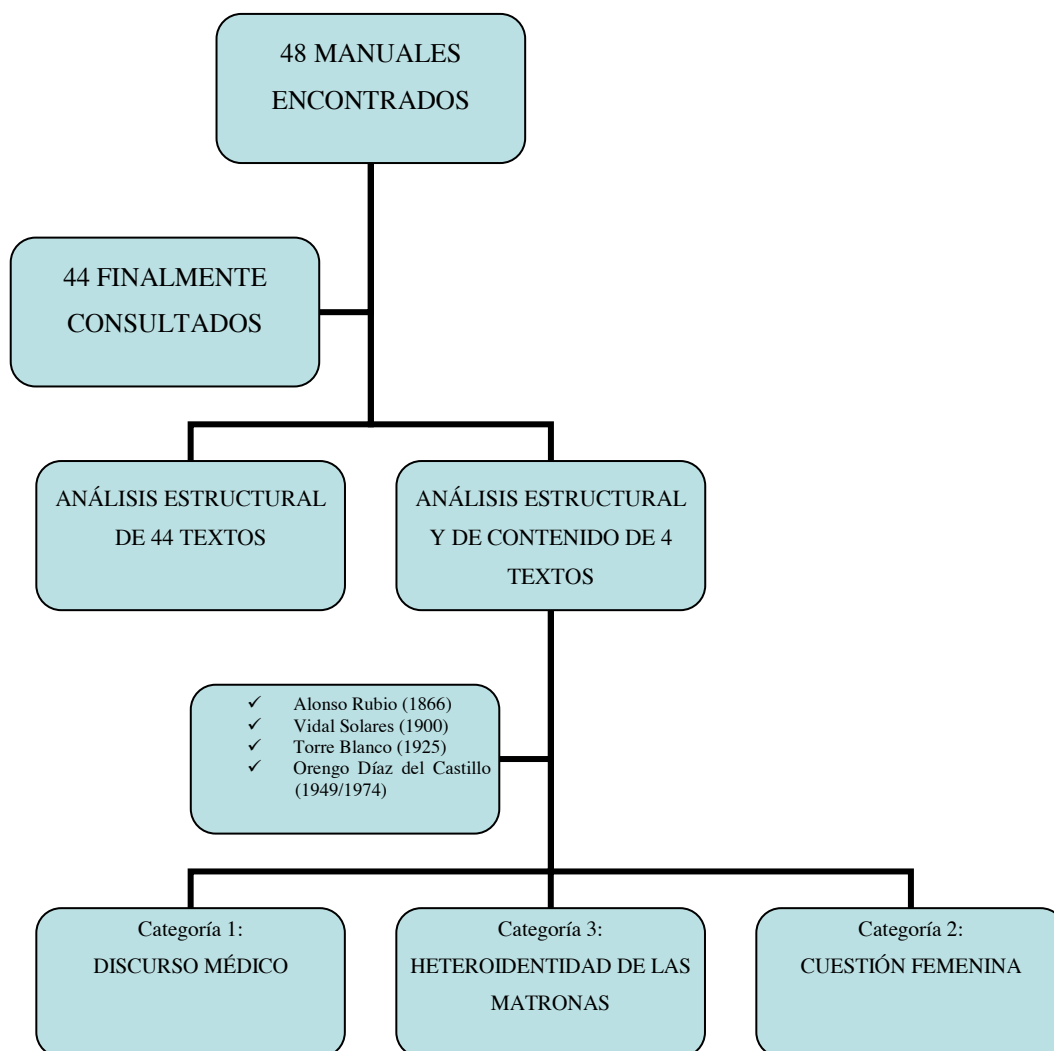 48 MANUALES
ENCONTRADOS
44 FINALMENTE
CONSULTADOS
ANÁLISIS ESTRUCTURAL
DE 44 TEXTOS
ANÁLISIS ESTRUCTURAL
Y DE CONTENIDO DE 4
TEXTOS
✓ Alonso Rubio (1866)
✓ Vidal Solares (1900)
✓ Torre Blanco (1925)
✓ Orengo Díaz del Castillo
(1949/1974)
Categoría 1:
DISCURSO MÉDICO
Categoría 3:
HETEROIDENTIDAD DE LAS
MATRONAS
Categoría 2:
CUESTIÓN FEMENINA